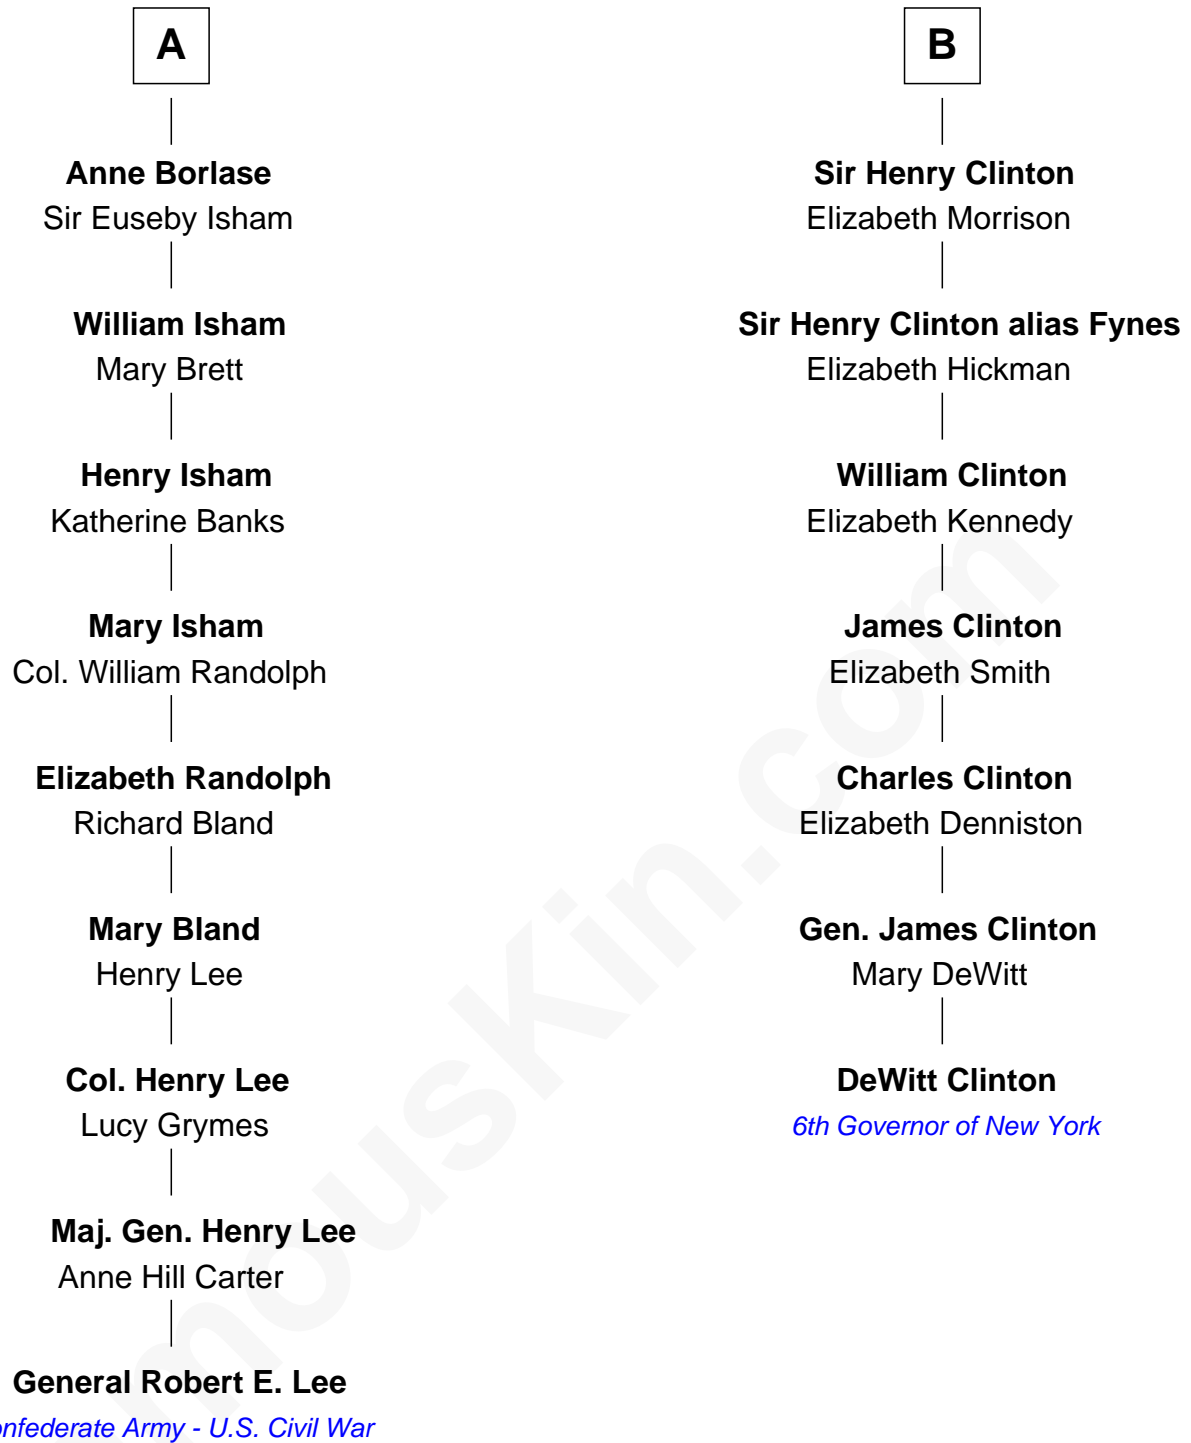 A
Anne Borlase
Sir Euseby Isham
William Isham
Mary Brett
Henry Isham
Katherine Banks
Mary Isham
Col. William Randolph
Elizabeth Randolph
Richard Bland
Mary Bland
Henry Lee
Col. Henry Lee
Lucy Grymes
Maj. Gen. Henry Lee
Anne Hill Carter
General Robert E. Lee
onfederate Army - U.S. Civil War
B
Sir Henry Clinton
Elizabeth Morrison
Sir Henry Clinton alias Fynes
Elizabeth Hickman
William Clinton
Elizabeth Kennedy
James Clinton
Elizabeth Smith
Charles Clinton
Elizabeth Denniston
Gen. James Clinton
Mary DeWitt
DeWitt Clinton
6th Governor of New York
mouskin.com